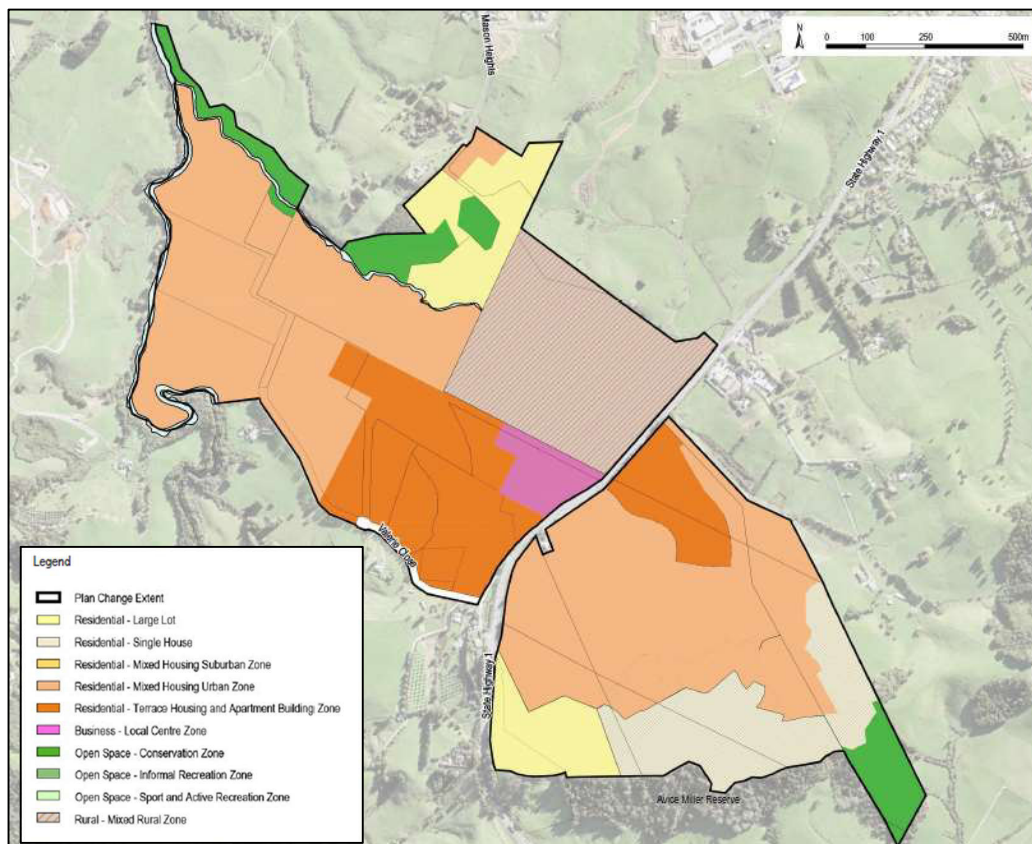 Mason Heights
N
0 100 250 500m
State Highway 1
Valerie Close
State Highway 1
Avice Miller Reserve
Legend
Plan Change Extent
Residential - Large Lot
Residential - Single House
Residential - Mixed Housing Suburban Zone
Residential - Mixed Housing Urban Zone
Residential - Terrace Housing and Apartment Building Zone
Business - Local Centre Zone
Open Space - Conservation Zone
Open Space - Informal Recreation Zone
Open Space - Sport and Active Recreation Zone
Rural - Mixed Rural Zone